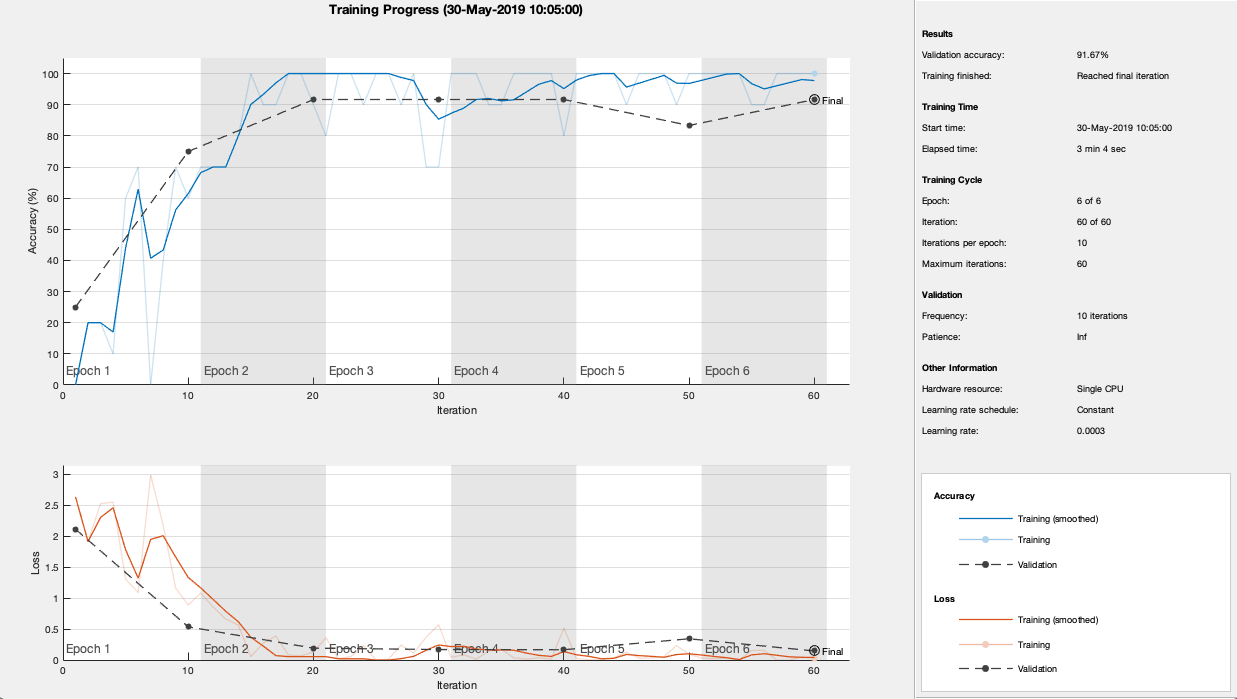 Training Progress (30-May-2019 10:05:00)
100
90
80
70
60
50
40
30
20
10
0
Accuracy (%)
Final
Epoch 1 Epoch 2 Epoch 3 Epoch 4 Epoch 5 Epoch 6
0 10 20 30 40 50 60
Iteration
3
2.5
2
1.5
1
0.5
0
Loss
Final
Epoch 1 Epoch 2 Epoch 3 Epoch 4 Epoch 5 Epoch 6
0 10 20 30 40 50 60
Iteration
Results
Validation accuracy: 91.67%
Training finished: Reached final iteration
Training Time
Start time: 30-May-2019 10:05:00
Elapsed time: 3 min 4 sec
Training Cycle
Epoch: 6 of 6
Iteration: 60 of 60
Iterations per epoch: 10
Maximum iterations: 60
Validation
Frequency: 10 iterations
Patience: Inf
Other Information
Hardware resource: Single CPU
Learning rate schedule: Constant
Learning rate: 0.0003
Accuracy
Training (smoothed)
Training
Validation
Loss
Training (smoothed)
Training
Validation